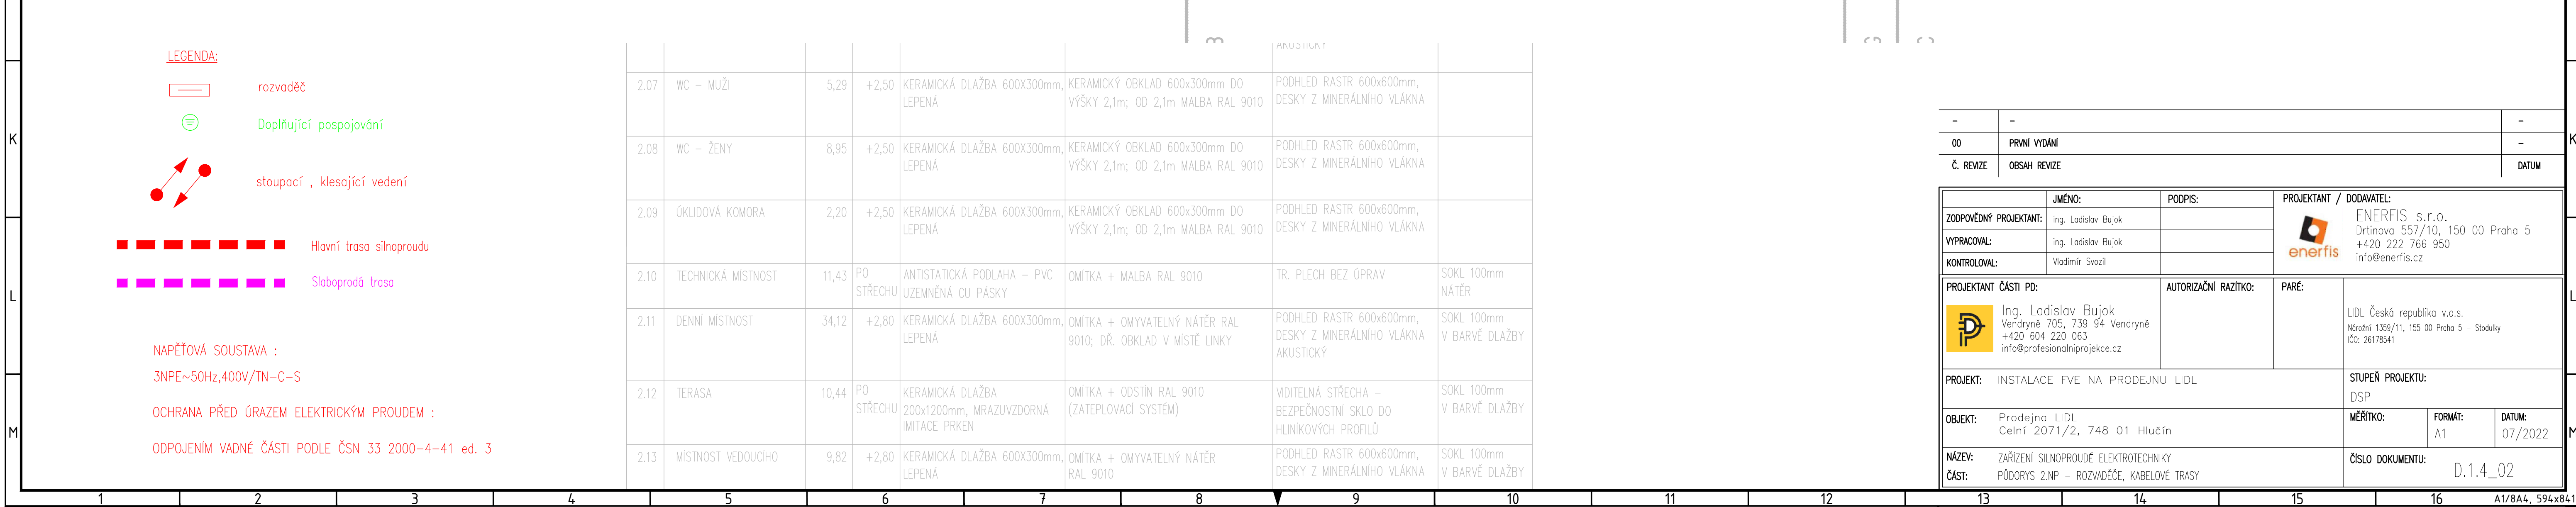 LEGENDA:
rozvaděč
Doplňující pospojování
stoupací , klesající vedení
Hlavní trasa silnoproudu
Slaboprodá trasa
NAPĚŤOVÁ SOUSTAVA :
3NPE~50Hz,400V/TN-C-S
OCHRANA PŘED ÚRAZEM ELEKTRICKÝM PROUDEM :
ODPOJENÍM VADNÉ ČÁSTI PODLE ČSN 33 2000-4-41 ed. 3
AKUSTICKÝ
2.07 WC – MUŽI 5,29 +2,50 KERAMICKÁ DLAŽBA 600X300mm, KERAMICKÝ OBKLAD 600x300mm DO PODHLED RASTR 600x600mm,
LEPENÁ VÝŠKY 2,1m; OD 2,1m MALBA RAL 9010 DESKY Z MINERÁLNÍHO VLÁKNA
2.08 WC – ŽENY 8,95 +2,50 KERAMICKÁ DLAŽBA 600X300mm, KERAMICKÝ OBKLAD 600x300mm DO PODHLED RASTR 600x600mm,
LEPENÁ VÝŠKY 2,1m; OD 2,1m MALBA RAL 9010 DESKY Z MINERÁLNÍHO VLÁKNA
2.09 ÚKLIDOVÁ KOMORA 2,20 +2,50 KERAMICKÁ DLAŽBA 600X300mm, KERAMICKÝ OBKLAD 600x300mm DO PODHLED RASTR 600x600mm,
LEPENÁ VÝŠKY 2,1m; OD 2,1m MALBA RAL 9010 DESKY Z MINERÁLNÍHO VLÁKNA
2.10 TECHNICKÁ MÍSTNOST 11,43 PO ANTISTATICKÁ PODLAHA – PVC OMÍTKA + MALBA RAL 9010 TR. PLECH BEZ ÚPRAV SOKL 100mm
STŘECHU UZEMNĚNÁ CU PÁSKY NÁTĚR
2.11 DENNÍ MÍSTNOST 34,12 +2,80 KERAMICKÁ DLAŽBA 600X300mm, OMÍTKA + OMYVATELNÝ NÁTĚR RAL PODHLED RASTR 600x600mm, SOKL 100mm
LEPENÁ 9010; DŘ. OBKLAD V MÍSTĚ LINKY DESKY Z MINERÁLNÍHO VLÁKNA V BARVĚ DLAŽBY
AKUSTICKÝ
2.12 TERASA 10,44 PO KERAMICKÁ DLAŽBA OMÍTKA + ODSTÍN RAL 9010 VIDITELNÁ STŘECHA – SOKL 100mm
STŘECHU 200x1200mm, MRAZUVZDORNÁ (ZATEPLOVACÍ SYSTÉM) BEZPEČNOSTNÍ SKLO DO V BARVĚ DLAŽBY
IMITACE PRKEN HLINÍKOVÝCH PROFILŮ
2.13 MÍSTNOST VEDOUCÍHO 9,82 +2,80 KERAMICKÁ DLAŽBA 600X300mm, OMÍTKA + OMYVATELNÝ NÁTĚR PODHLED RASTR 600x600mm, SOKL 100mm
LEPENÁ RAL 9010 DESKY Z MINERÁLNÍHO VLÁKNA V BARVĚ DLAŽBY
– – –
00 PRVNÍ VYDÁNÍ –
Č. REVIZE OBSAH REVIZE DATUM
JMÉNO: PODPIS:
ZODPOVĚDNÝ PROJEKTANT: ing. Ladislav Bujok
VYPRACOVAL: ing. Ladislav Bujok
KONTROLOVAL: Vladimír Svozil
PROJEKTANT / DODAVATEL:
enerfis
ENERFIS s.r.o.
Drtinova 557/10, 150 00 Praha 5
+420 222 766 950
info@enerfis.cz
PROJEKTANT ČÁSTI PD:
Ing. Ladislav Bujok
Vendryně 705, 739 94 Vendryně
+420 604 220 063
info@profesionalniprojekce.cz
AUTORIZAČNÍ RAZÍTKO:
PARÉ:
LIDL Česká republika v.o.s.
Nárožní 1359/11, 155 00 Praha 5 – Stodulky
IČO: 26178541
PROJEKT: INSTALACE FVE NA PRODEJNU LIDL
STUPEŇ PROJEKTU:
DSP
OBJEKT: Prodejna LIDL
Celní 2071/2, 748 01 Hlučín
MĚŘÍTKO: FORMÁT: DATUM:
A1 07/2022
NÁZEV: ZAŘÍZENÍ SILNOPROUDÉ ELEKTROTECHNIKY
ČÁST: PŮDORYS 2.NP – ROZVADĚČE, KABELOVÉ TRASY
ČÍSLO DOKUMENTU:
D.1.4_02
K
L
M
K
L
M
1 2 3 4 5 6 7 8 9 10 11 12 13 14 15 16
A1/8A4, 594x841